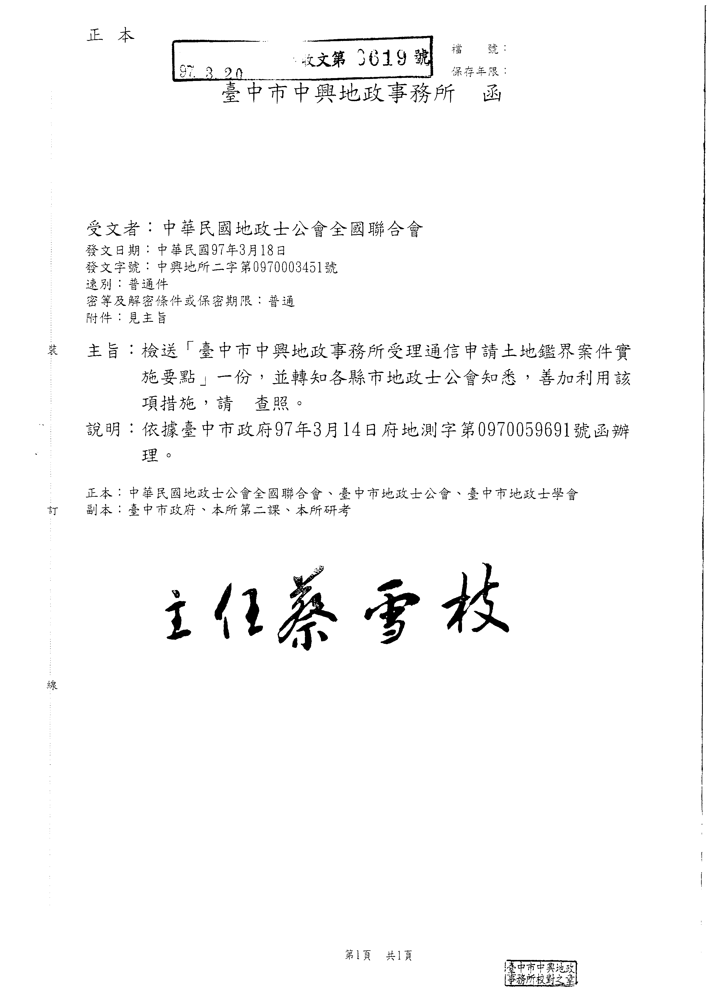 正 本
收文第 3619 號
97. 3. 20
檔 號：
保存年限：
臺中市中興地政事務所 函
受文者：中華民國地政士公會全國聯合會
發文日期：中華民國97年3月18日
發文字號：中興地所二字第0970003451號
速別：普通件
密等及解密條件或保密期限：普通
附件：見主旨
主旨：檢送「臺中市中興地政事務所受理通信申請土地鑑界案件實
施要點」一份，並轉知各縣市地政士公會知悉，善加利用該
項措施，請　查照。
說明：依據臺中市政府97年3月14日府地測字第0970059691號函辦
理。
正本：中華民國地政士公會全國聯合會、臺中市地政士公會、臺中市地政士學會
副本：臺中市政府、本所第二課、本所研考
主任蔡雪枝
裝
訂
線
第1頁 共1頁
臺中市中興地政
事務所校對之章